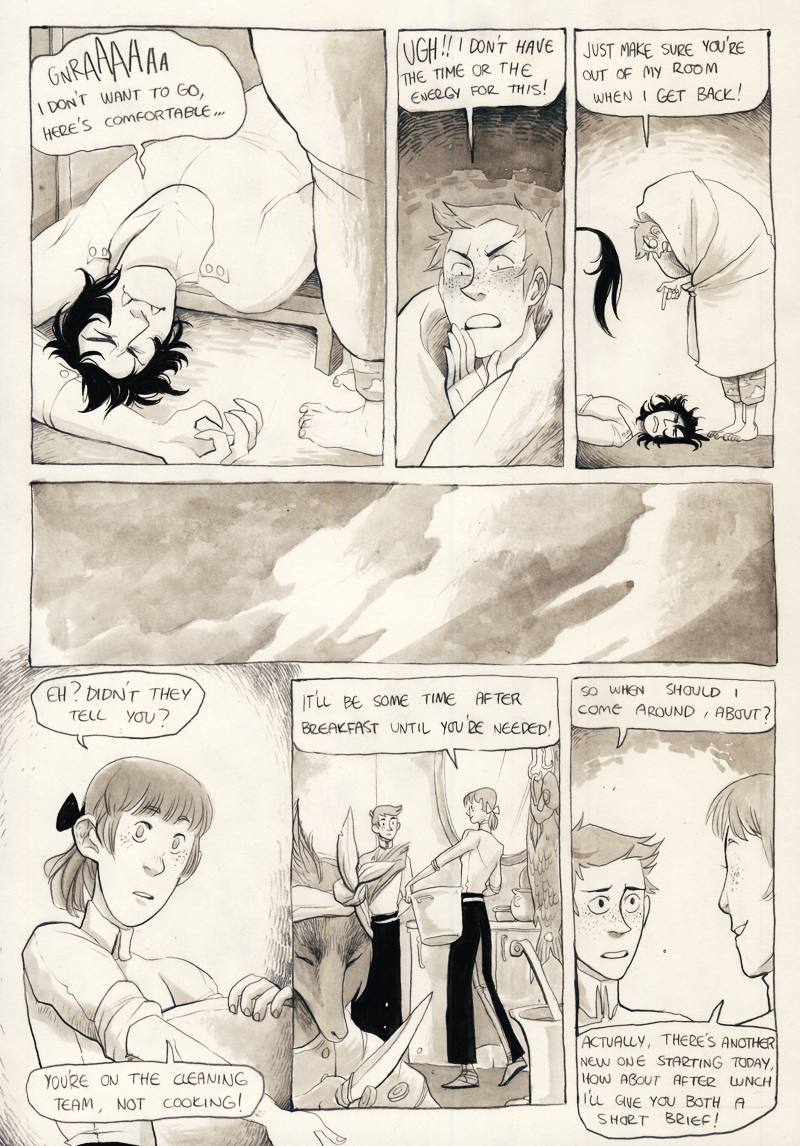 GNRAAAAAAA
I DON'T WANT TO GO,
HERE'S COMFORTABLE...
UGH!! I DON'T HAVE
THE TIME OR THE
ENERGY FOR THIS!
JUST MAKE SURE YOU'RE
OUT OF MY ROOM
WHEN I GET BACK!
EH? DIDN'T THEY
TELL YOU?
YOU'RE ON THE CLEANING
TEAM, NOT COOKING!
IT'LL BE SOME TIME AFTER
BREAKFAST UNTIL YOU'RE NEEDED!
SO WHEN SHOULD I
COME AROUND, ABOUT?
ACTUALLY, THERE'S ANOTHER
NEW ONE STARTING TODAY,
HOW ABOUT AFTER LUNCH
I'LL GIVE YOU BOTH A
SHORT BRIEF!